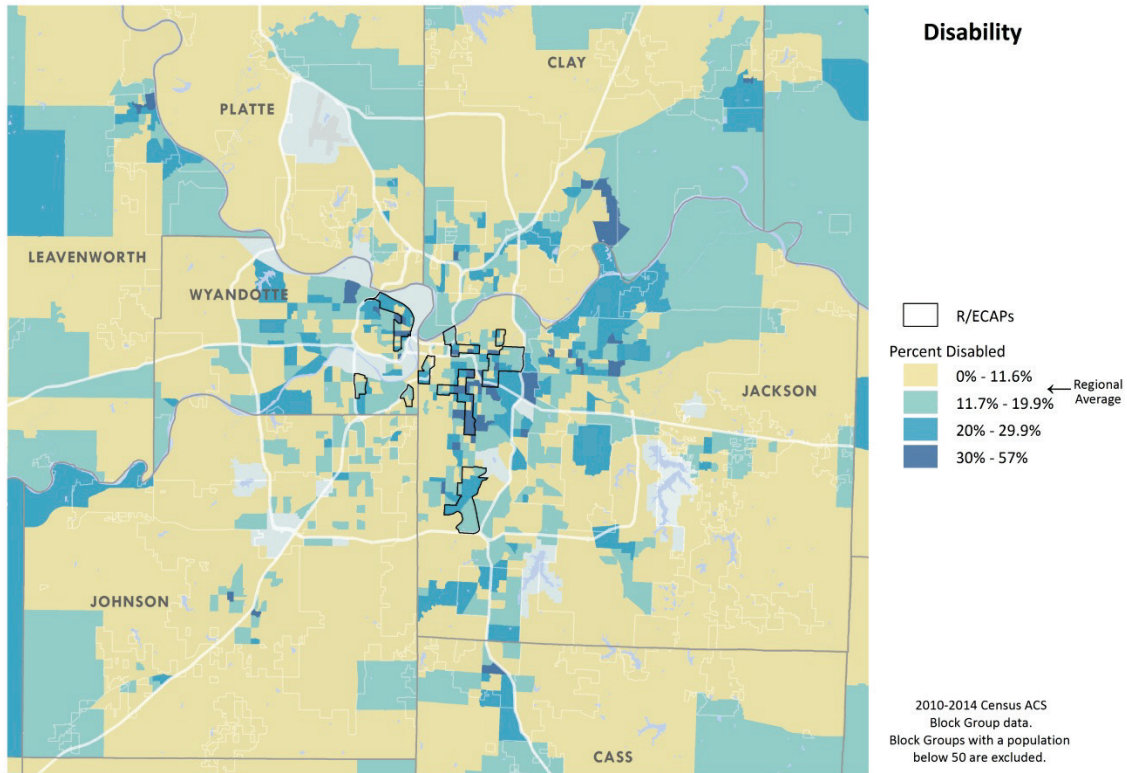 Disability
CLAY
PLATTE
LEAVENWORTH
WYANDOTTE
JACKSON
JOHNSON
CASS
R/ECAPs
Percent Disabled
0% - 11.6%
11.7% - 19.9%
20% - 29.9%
30% - 57%
Regional
Average
2010-2014 Census ACS
Block Group data.
Block Groups with a population
below 50 are excluded.